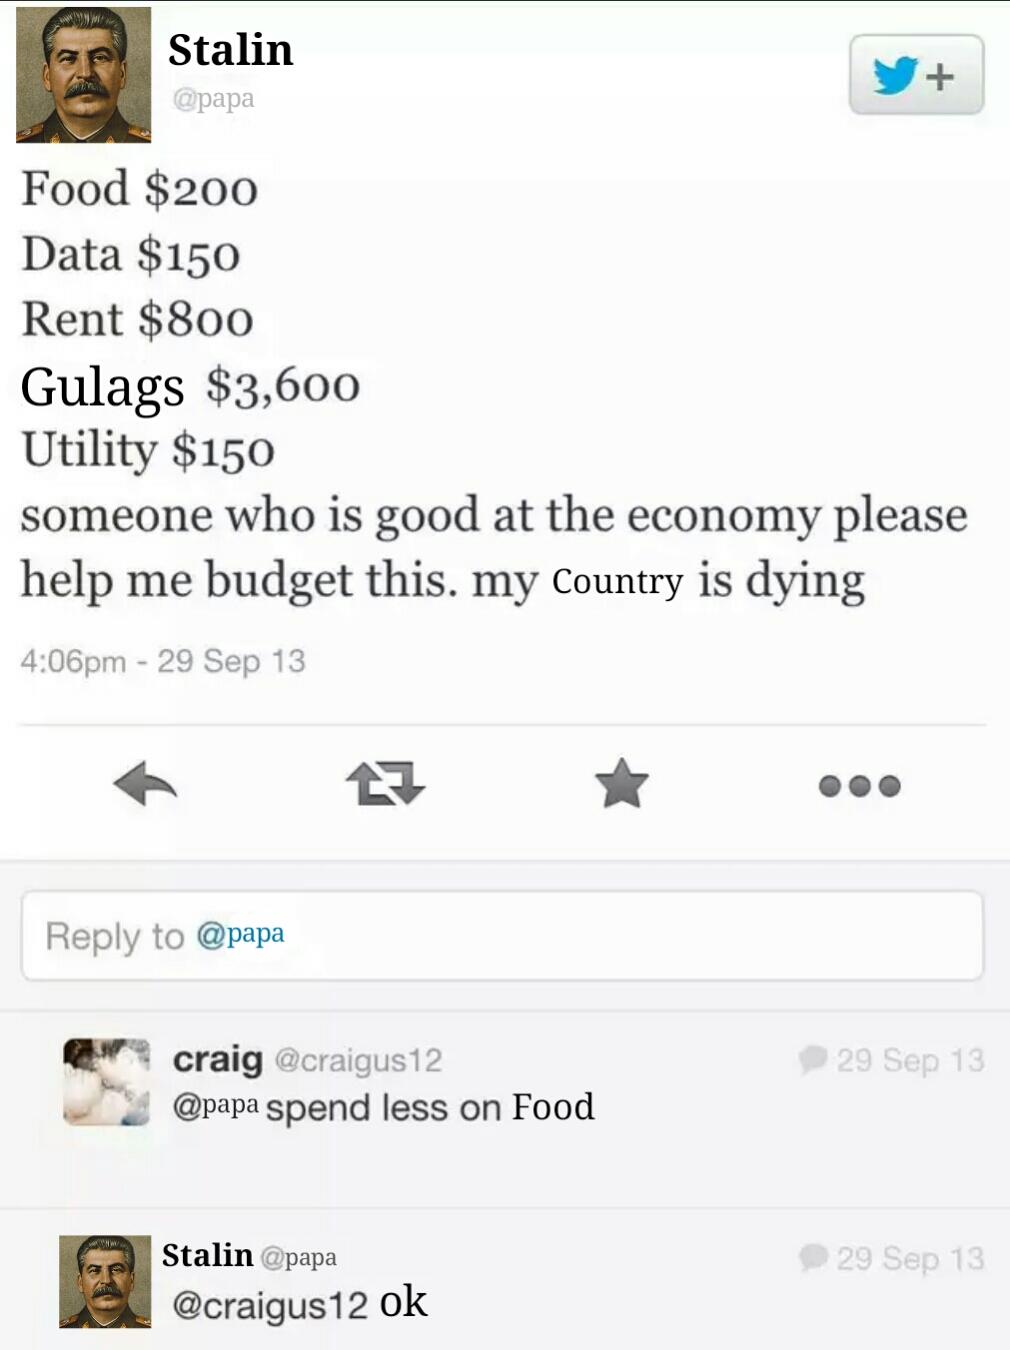 Stalin
@papa
Food $200
Data $150
Rent $800
Gulags $3,600
Utility $150
someone who is good at the economy please
help me budget this. my Country is dying
4:06pm - 29 Sep 13
Reply to @papa
craig @craigus12 29 Sep 13
@papa spend less on Food
Stalin @papa 29 Sep 13
@craigus12 ok